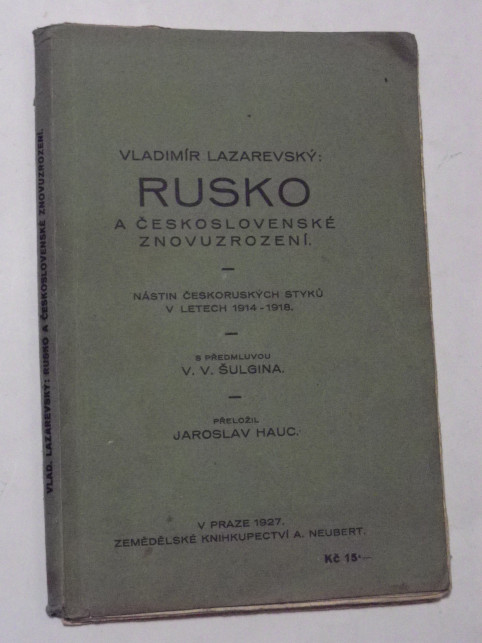 VLADIMÍR LAZAREVSKÝ:
RUSKO
A ČESKOSLOVENSKÉ
ZNOVUZROZENÍ.
NÁSTIN ČESKORUSKÝCH STYKŮ
V LETECH 1914-1918.
S PŘEDMLUVOU
V. V. ŠULGINA.
PŘELOŽIL
JAROSLAV HAUC.
V PRAZE 1927.
ZEMĚDĚLSKÉ KNIHKUPECTVÍ A. NEUBERT.
Kč 15·—
VLAD. LAZAREVSKÝ: RUSKO A ČESKOSLOVENSKÉ ZNOVUZROZENÍ.